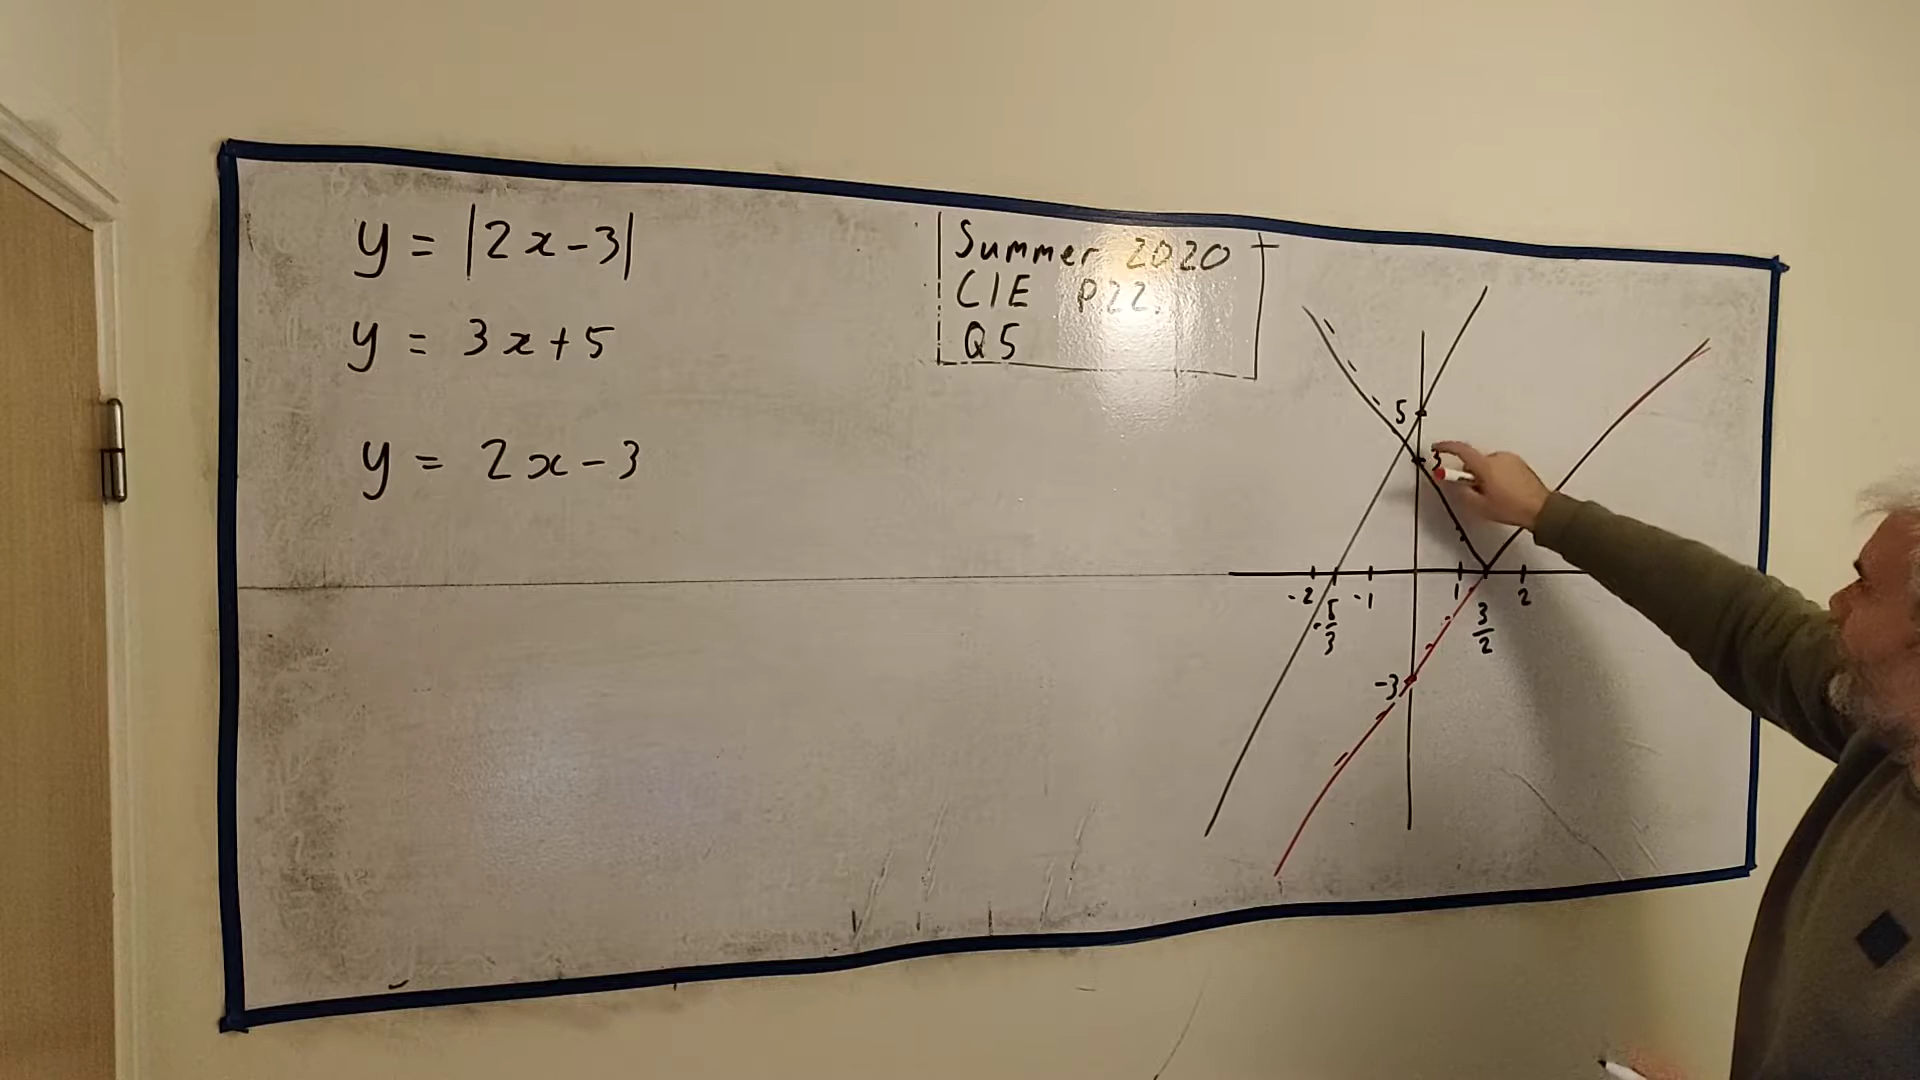 y = |2x-3|
y = 3x+5
y = 2x-3
Summer 2020
CIE P22
Q5
5
3
-2 -1 1 2
-5/3 3/2
-3